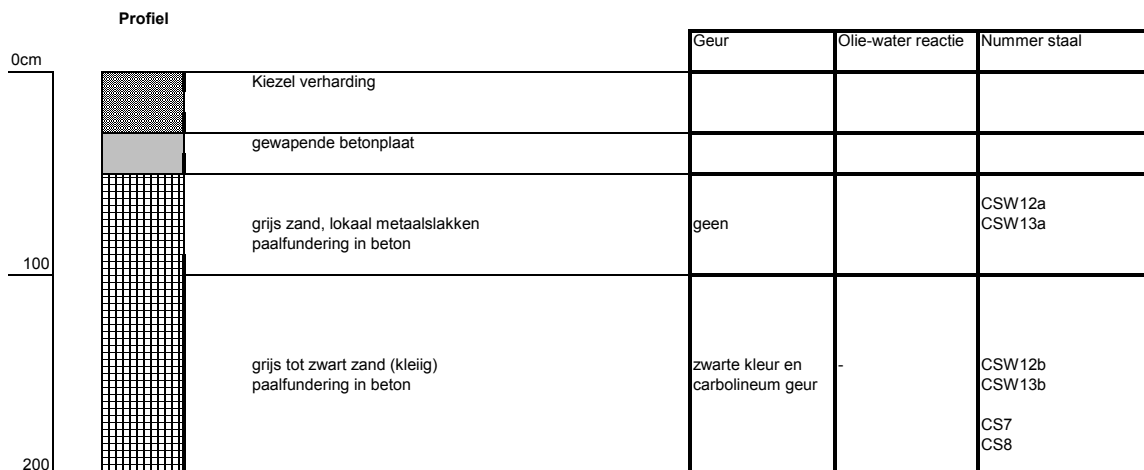 Profiel
Geur Olie-water reactie Nummer staal
0cm
Kiezel verharding
gewapende betonplaat
CSW12a
grijs zand, lokaal metaalslakken geen CSW13a
paalfundering in beton
100
grijs tot zwart zand (kleiig) zwarte kleur en - CSW12b
paalfundering in beton carbolineum geur CSW13b
CS7
CS8
200